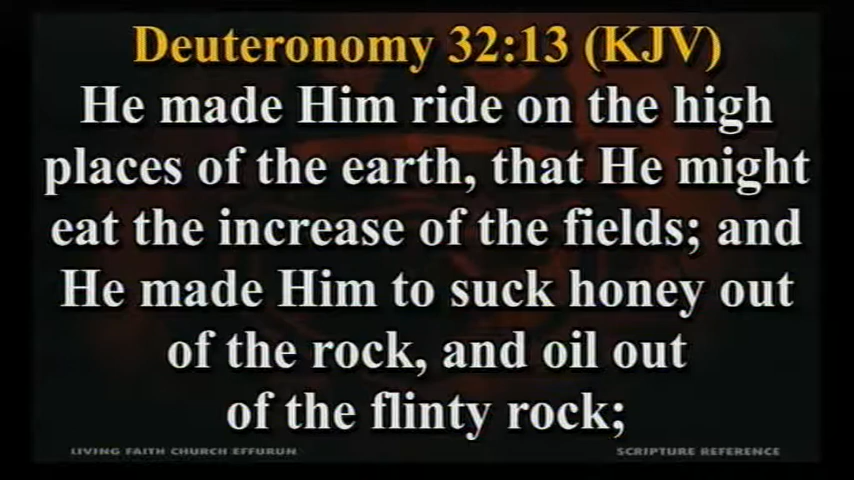 Deuteronomy 32:13 (KJV)
He made Him ride on the high
places of the earth, that He might
eat the increase of the fields; and
He made Him to suck honey out
of the rock, and oil out
of the flinty rock;
LIVING FAITH CHURCH EFFURUN
SCRIPTURE REFERENCE